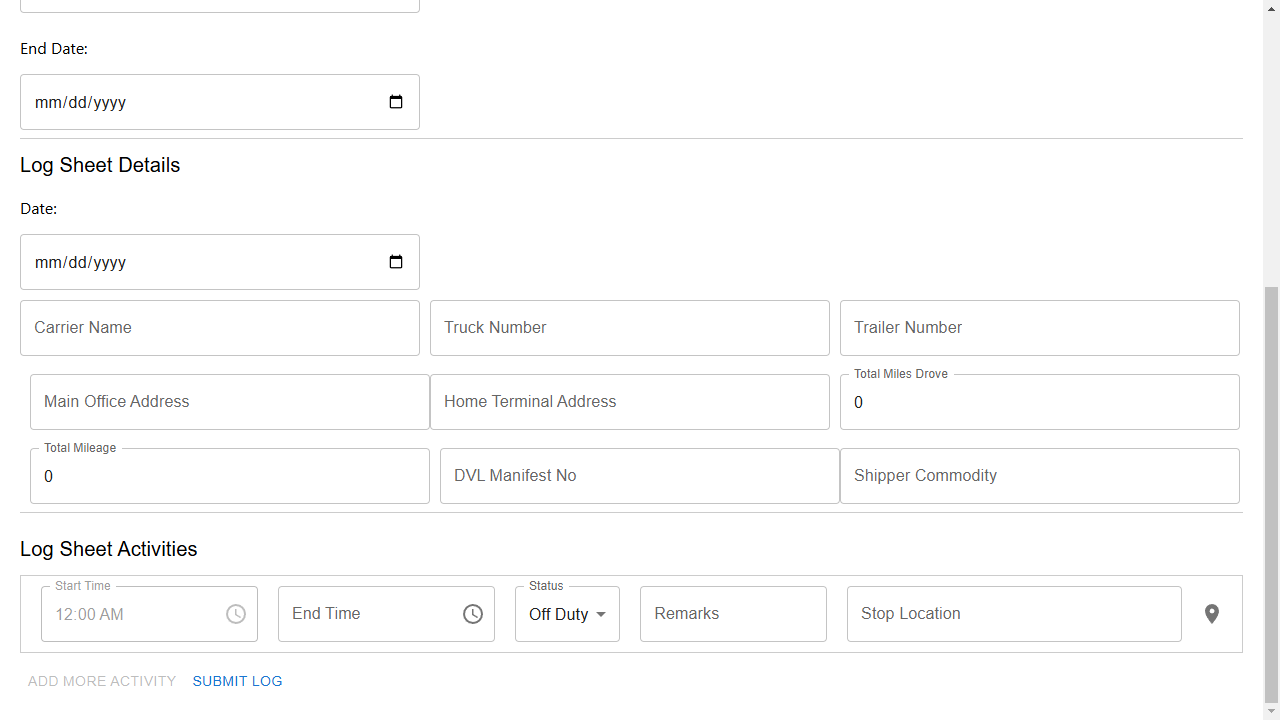 End Date:
mm/dd/yyyy
Log Sheet Details
Date:
mm/dd/yyyy
Carrier Name
Truck Number
Trailer Number
Main Office Address
Home Terminal Address
Total Miles Drove
0
Total Mileage
0
DVL Manifest No
Shipper Commodity
Log Sheet Activities
Start Time
12:00 AM
End Time
Status
Off Duty
Remarks
Stop Location
ADD MORE ACTIVITY
SUBMIT LOG